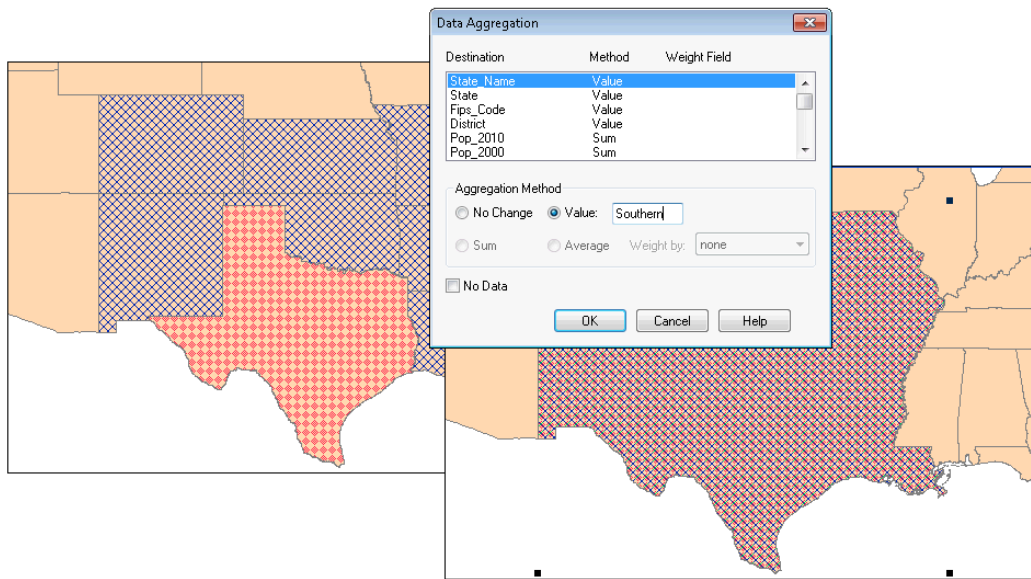 Data Aggregation
Destination Method Weight Field
State_Name Value
State Value
Fips_Code Value
District Value
Pop_2010 Sum
Pop_2000 Sum
Aggregation Method
No Change Value: Southern
Sum Average Weight by: none
No Data
OK Cancel Help